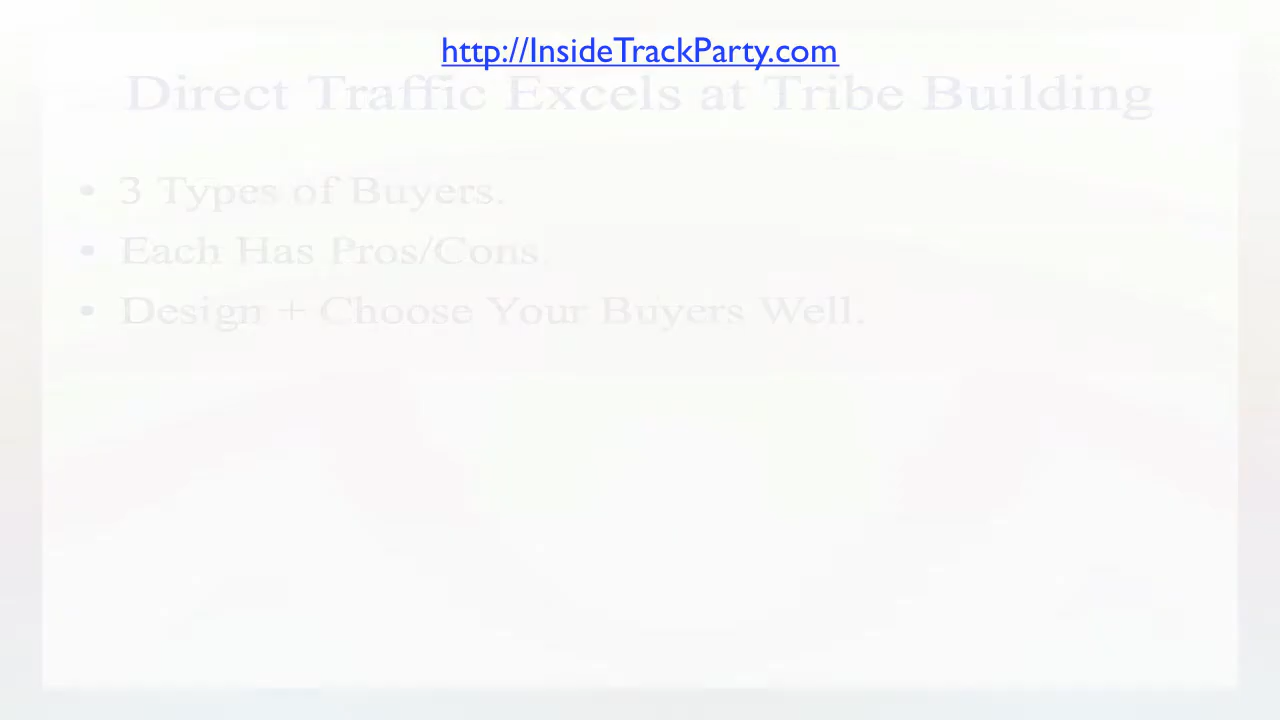 http://InsideTrackParty.com
Direct Traffic Excels at Tribe Building
• 3 Types of Buyers.
• Each Has Pros/Cons.
• Design + Choose Your Buyers Well.